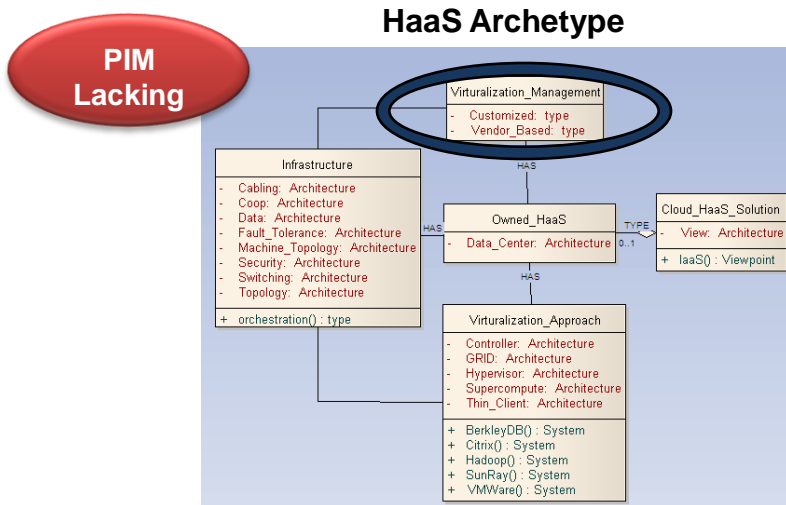 HaaS Archetype
PIM
Lacking
Virturalization_Management
- Customized: type
- Vendor_Based: type
HAS
Infrastructure
- Cabling: Architecture
- Coop: Architecture
- Data: Architecture
- Fault_Tolerance: Architecture
- Machine_Topology: Architecture
- Security: Architecture
- Switching: Architecture
- Topology: Architecture
+ orchestration() : type
HAS
Owned_HaaS
- Data_Center: Architecture
TYPE
0..1
Cloud_HaaS_Solution
- View: Architecture
+ IaaS() : Viewpoint
HAS
Virturalization_Approach
- Controller: Architecture
- GRID: Architecture
- Hypervisor: Architecture
- Supercompute: Architecture
- Thin_Client: Architecture
+ BerkleyDB() : System
+ Citrix() : System
+ Hadoop() : System
+ SunRay() : System
+ VMWare() : System